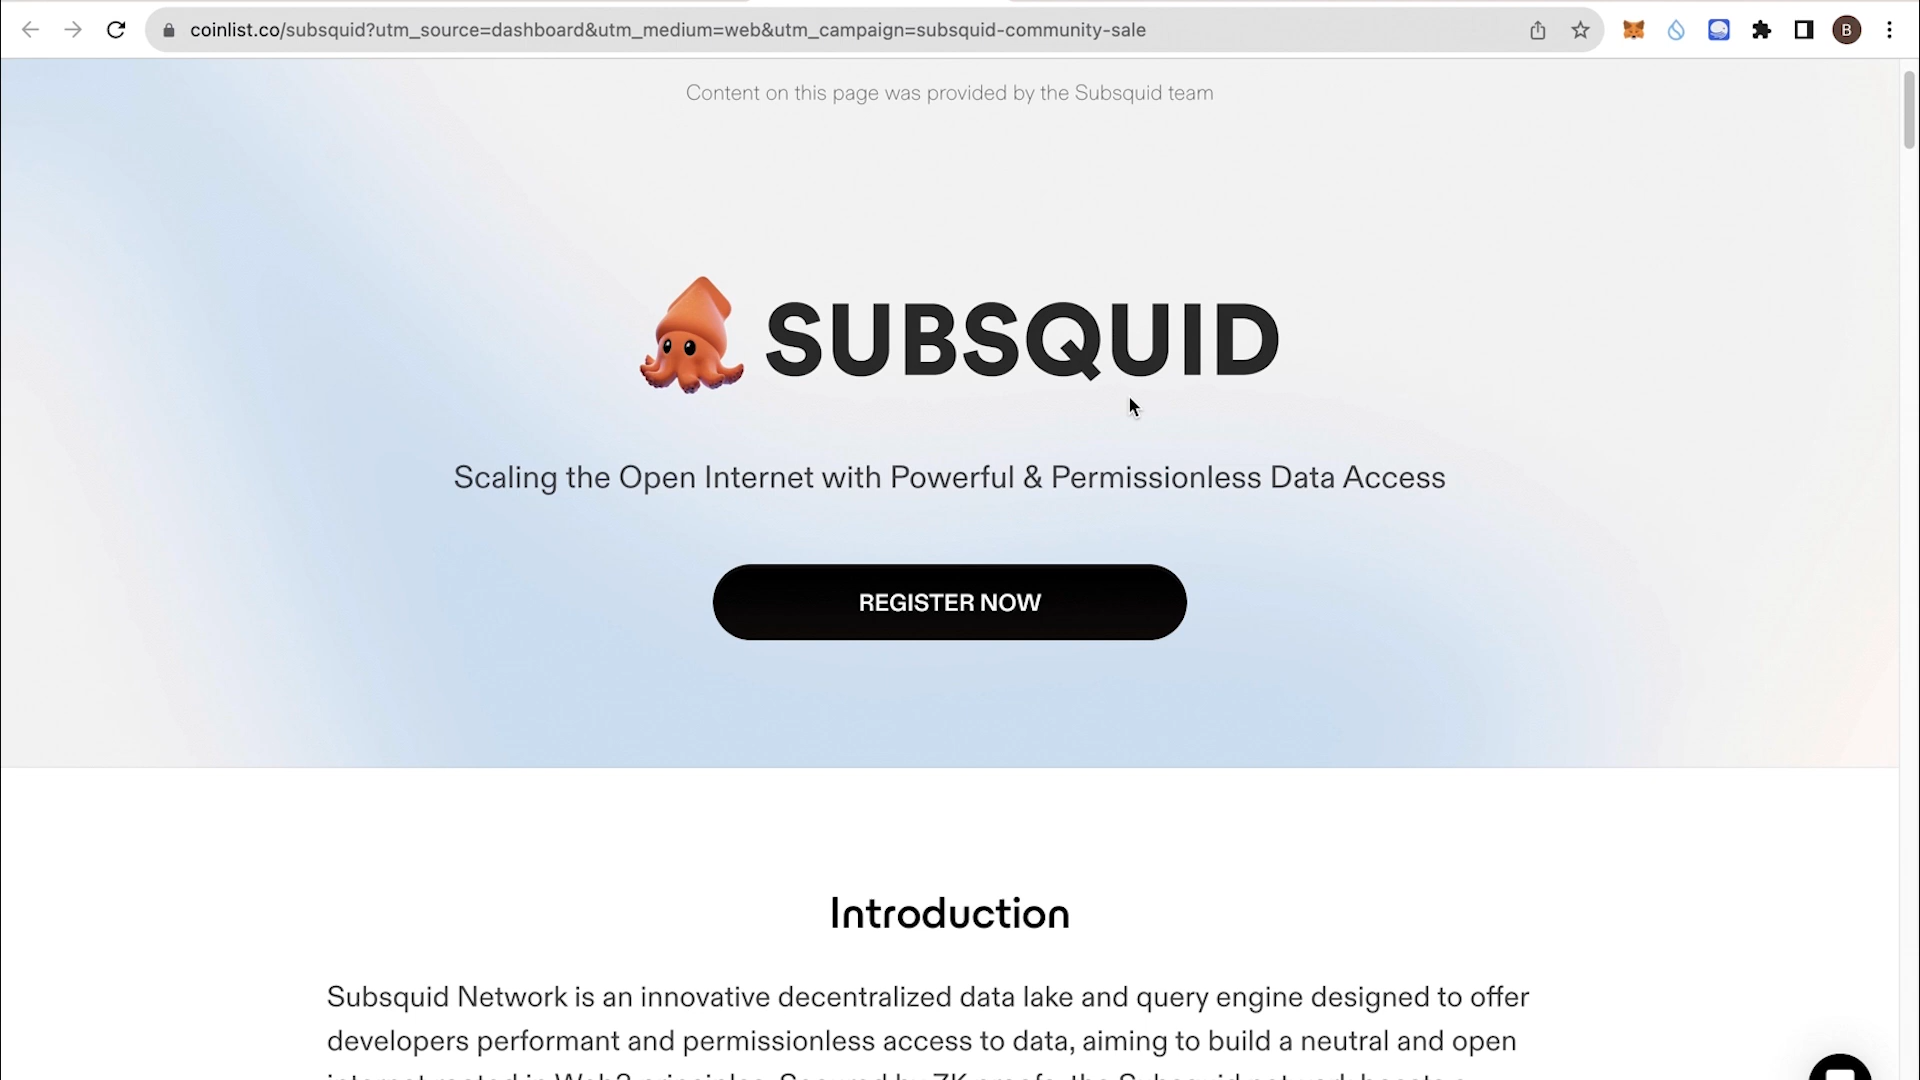 coinlist.co/subsquid?utm_source=dashboard&utm_medium=web&utm_campaign=subsquid-community-sale
B
Content on this page was provided by the Subsquid team
SUBSQUID
Scaling the Open Internet with Powerful & Permissionless Data Access
REGISTER NOW
Introduction
Subsquid Network is an innovative decentralized data lake and query engine designed to offer
developers performant and permissionless access to data, aiming to build a neutral and open